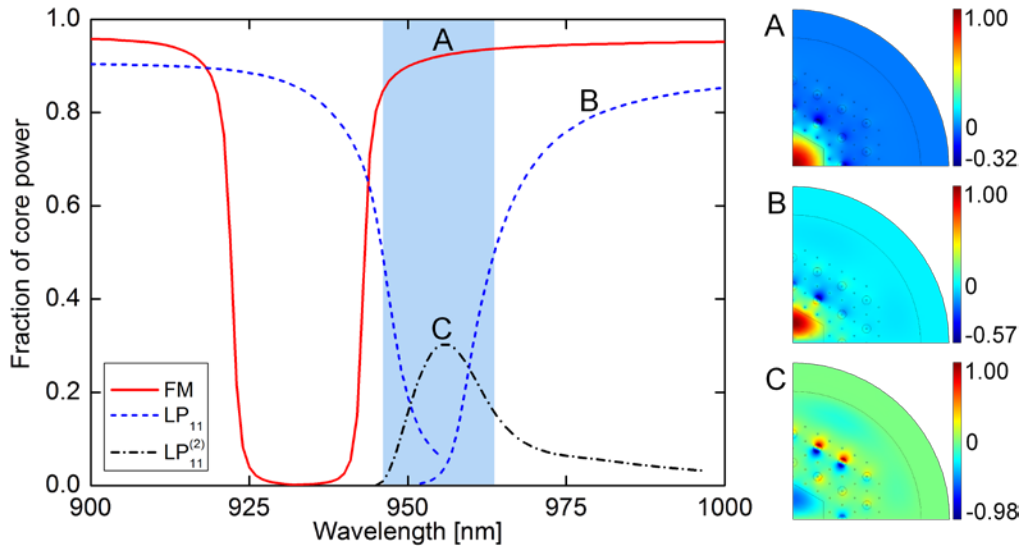 1.0
0.8
0.6
0.4
0.2
0.0
Fraction of core power
900
925
950
975
1000
Wavelength [nm]
A
B
C
FM
LP11
LP11(2)
A
1.00
0
-0.32
B
1.00
0
-0.57
C
1.00
0
-0.98